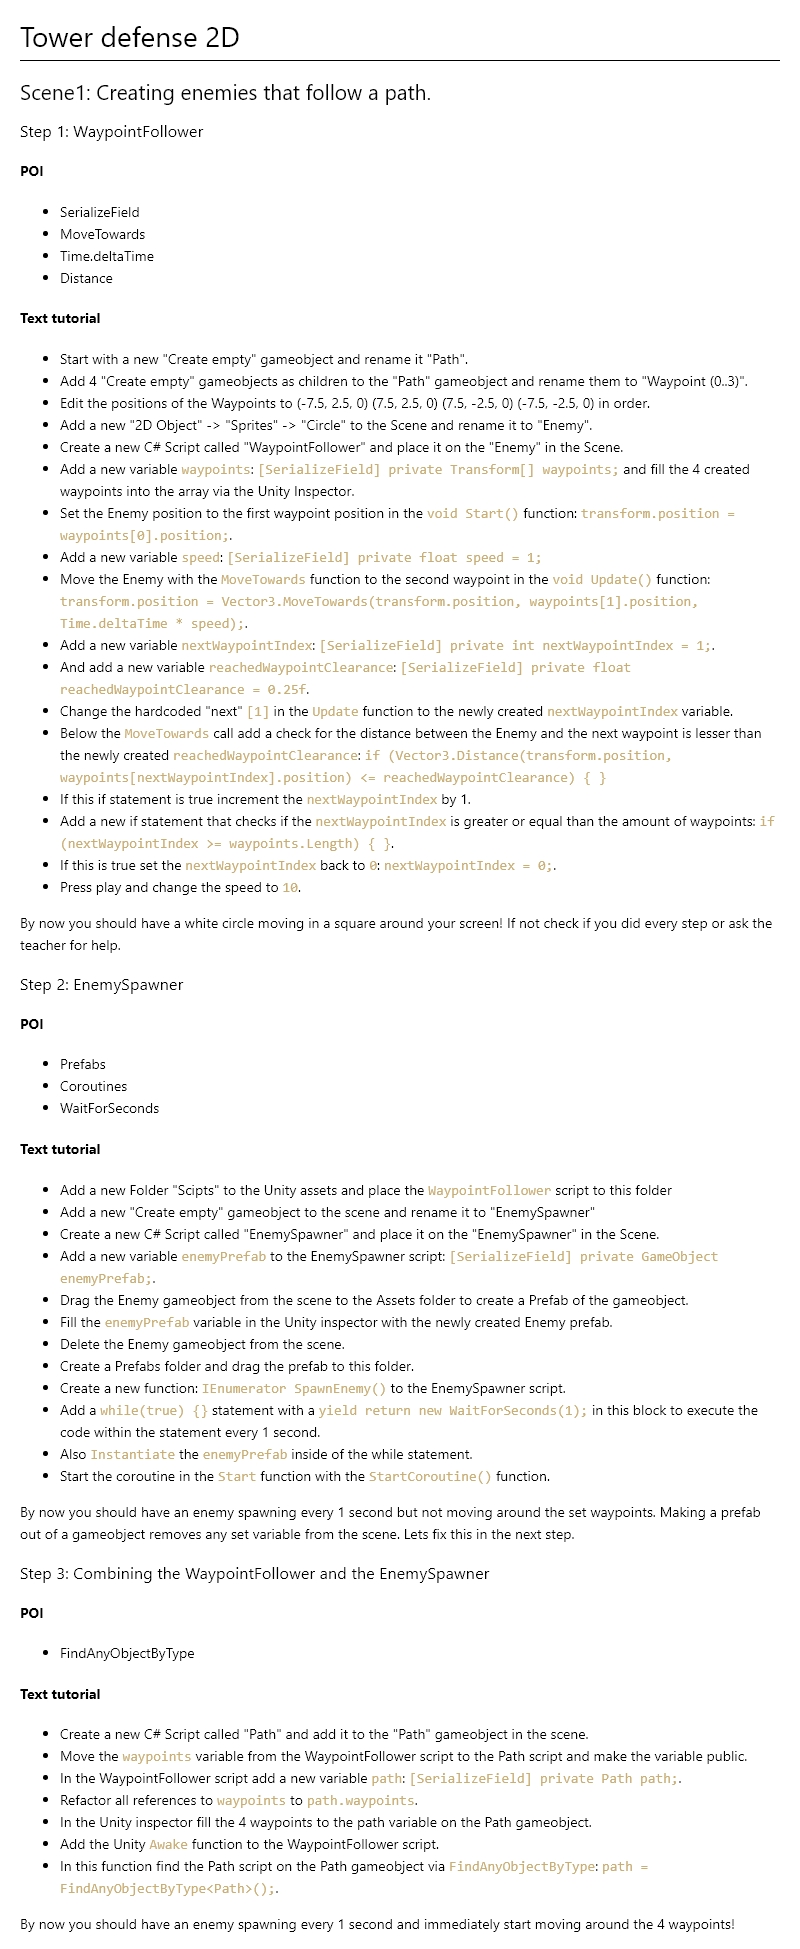 Tower defense 2D
Scene1: Creating enemies that follow a path.
Step 1: WaypointFollower
POI
SerializeField
MoveTowards
Time.deltaTime
Distance
Text tutorial
Start with a new "Create empty" gameobject and rename it "Path".
Add 4 "Create empty" gameobjects as children to the "Path" gameobject and rename them to "Waypoint (0..3)".
Edit the positions of the Waypoints to (-7.5, 2.5, 0) (7.5, 2.5, 0) (7.5, -2.5, 0) (-7.5, -2.5, 0) in order.
Add a new "2D Object" -> "Sprites" -> "Circle" to the Scene and rename it to "Enemy".
Create a new C# Script called "WaypointFollower" and place it on the "Enemy" in the Scene.
Add a new variable waypoints: [SerializeField] private Transform[] waypoints; and fill the 4 created
waypoints into the array via the Unity Inspector.
Set the Enemy position to the first waypoint position in the void Start() function: transform.position =
waypoints[0].position;.
Add a new variable speed: [SerializeField] private float speed = 1;
Move the Enemy with the MoveTowards function to the second waypoint in the void Update() function:
transform.position = Vector3.MoveTowards(transform.position, waypoints[1].position,
Time.deltaTime * speed);.
Add a new variable nextWaypointIndex: [SerializeField] private int nextWaypointIndex = 1;.
And add a new variable reachedWaypointClearance: [SerializeField] private float
reachedWaypointClearance = 0.25f.
Change the hardcoded "next" [1] in the Update function to the newly created nextWaypointIndex variable.
Below the MoveTowards call add a check for the distance between the Enemy and the next waypoint is lesser than
the newly created reachedWaypointClearance: if (Vector3.Distance(transform.position,
waypoints[nextWaypointIndex].position) <= reachedWaypointClearance) { }
If this if statement is true increment the nextWaypointIndex by 1.
Add a new if statement that checks if the nextWaypointIndex is greater or equal than the amount of waypoints: if
(nextWaypointIndex >= waypoints.Length) { }.
If this is true set the nextWaypointIndex back to 0: nextWaypointIndex = 0;.
Press play and change the speed to 10.
By now you should have a white circle moving in a square around your screen! If not check if you did every step or ask the
teacher for help.
Step 2: EnemySpawner
POI
Prefabs
Coroutines
WaitForSeconds
Text tutorial
Add a new Folder "Scipts" to the Unity assets and place the WaypointFollower script to this folder
Add a new "Create empty" gameobject to the scene and rename it to "EnemySpawner"
Create a new C# Script called "EnemySpawner" and place it on the "EnemySpawner" in the Scene.
Add a new variable enemyPrefab to the EnemySpawner script: [SerializeField] private GameObject
enemyPrefab;.
Drag the Enemy gameobject from the scene to the Assets folder to create a Prefab of the gameobject.
Fill the enemyPrefab variable in the Unity inspector with the newly created Enemy prefab.
Delete the Enemy gameobject from the scene.
Create a Prefabs folder and drag the prefab to this folder.
Create a new function: IEnumerator SpawnEnemy() to the EnemySpawner script.
Add a while(true) {} statement with a yield return new WaitForSeconds(1); in this block to execute the
code within the statement every 1 second.
Also Instantiate the enemyPrefab inside of the while statement.
Start the coroutine in the Start function with the StartCoroutine() function.
By now you should have an enemy spawning every 1 second but not moving around the set waypoints. Making a prefab
out of a gameobject removes any set variable from the scene. Lets fix this in the next step.
Step 3: Combining the WaypointFollower and the EnemySpawner
POI
FindAnyObjectByType
Text tutorial
Create a new C# Script called "Path" and add it to the "Path" gameobject in the scene.
Move the waypoints variable from the WaypointFollower script to the Path script and make the variable public.
In the WaypointFollower script add a new variable path: [SerializeField] private Path path;.
Refactor all references to waypoints to path.waypoints.
In the Unity inspector fill the 4 waypoints to the path variable on the Path gameobject.
Add the Unity Awake function to the WaypointFollower script.
In this function find the Path script on the Path gameobject via FindAnyObjectByType: path =
FindAnyObjectByType<Path>();.
By now you should have an enemy spawning every 1 second and immediately start moving around the 4 waypoints!